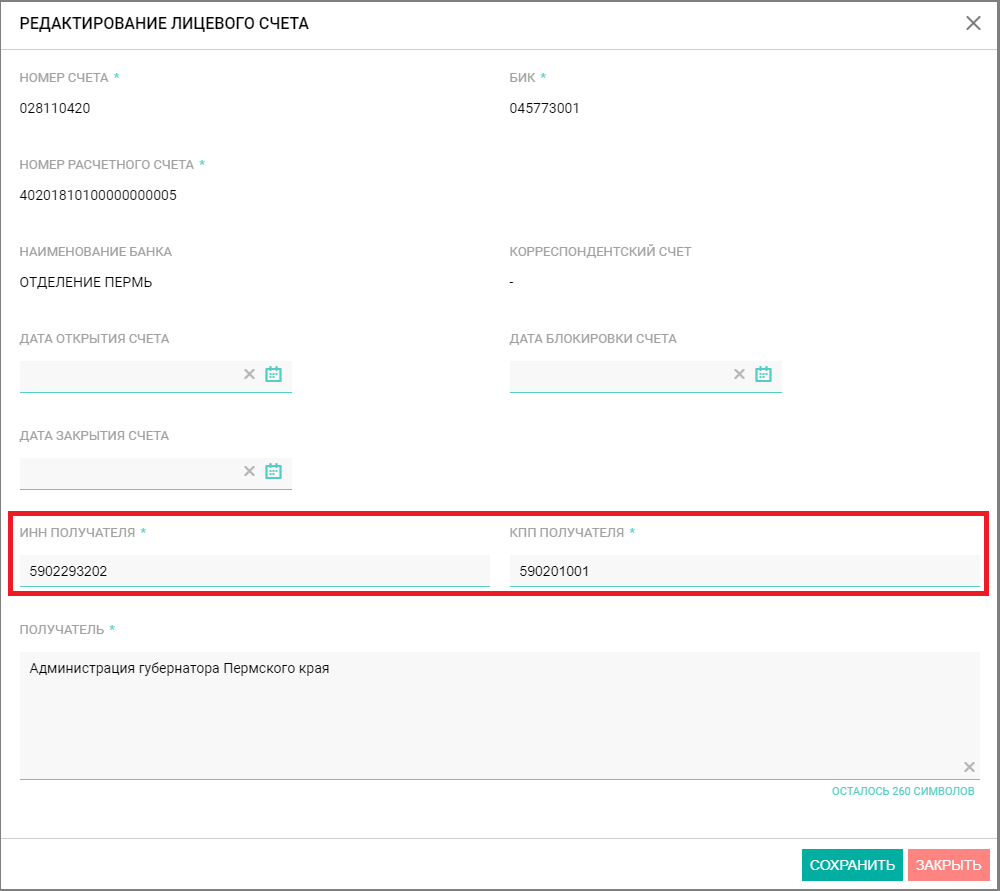 РЕДАКТИРОВАНИЕ ЛИЦЕВОГО СЧЕТА
НОМЕР СЧЕТА * БИК *
028110420 045773001
НОМЕР РАСЧЕТНОГО СЧЕТА *
40201810100000000005
НАИМЕНОВАНИЕ БАНКА КОРРЕСПОНДЕНТСКИЙ СЧЕТ
ОТДЕЛЕНИЕ ПЕРМЬ -
ДАТА ОТКРЫТИЯ СЧЕТА ДАТА БЛОКИРОВКИ СЧЕТА
ДАТА ЗАКРЫТИЯ СЧЕТА
ИНН ПОЛУЧАТЕЛЯ * КПП ПОЛУЧАТЕЛЯ *
5902293202 590201001
ПОЛУЧАТЕЛЬ *
Администрация губернатора Пермского края
ОСТАЛОСЬ 260 СИМВОЛОВ
СОХРАНИТЬ ЗАКРЫТЬ